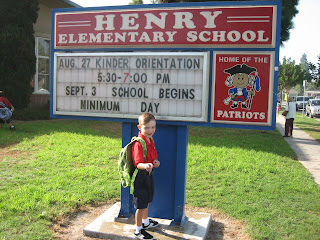 HENRY
ELEMENTARY SCHOOL
AUG. 27 KINDER ORIENTATION
5:30-7:00 PM
SEPT. 3 SCHOOL BEGINS
MINIMUM DAY
HOME OF THE
PATRIOTS